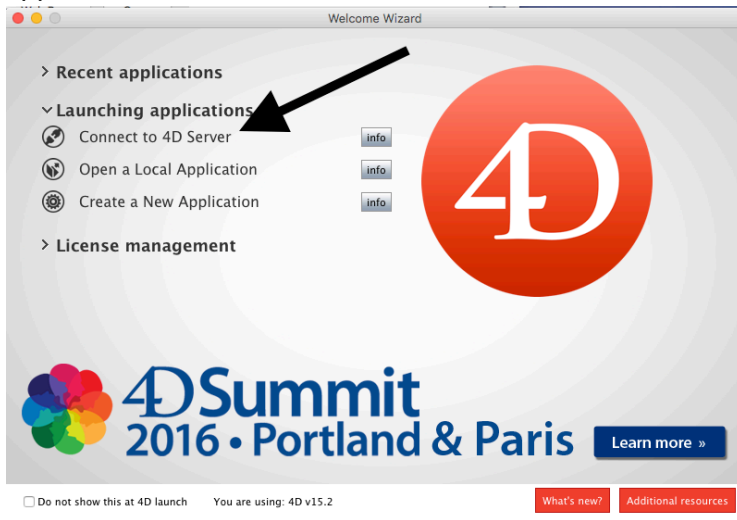 Welcome Wizard
> Recent applications
Launching applications
Connect to 4D Server
info
Open a Local Application
info
Create a New Application
info
> License management
4D
4D Summit
2016 • Portland & Paris
Learn more »
Do not show this at 4D launch
You are using: 4D v15.2
What's new?
Additional resources